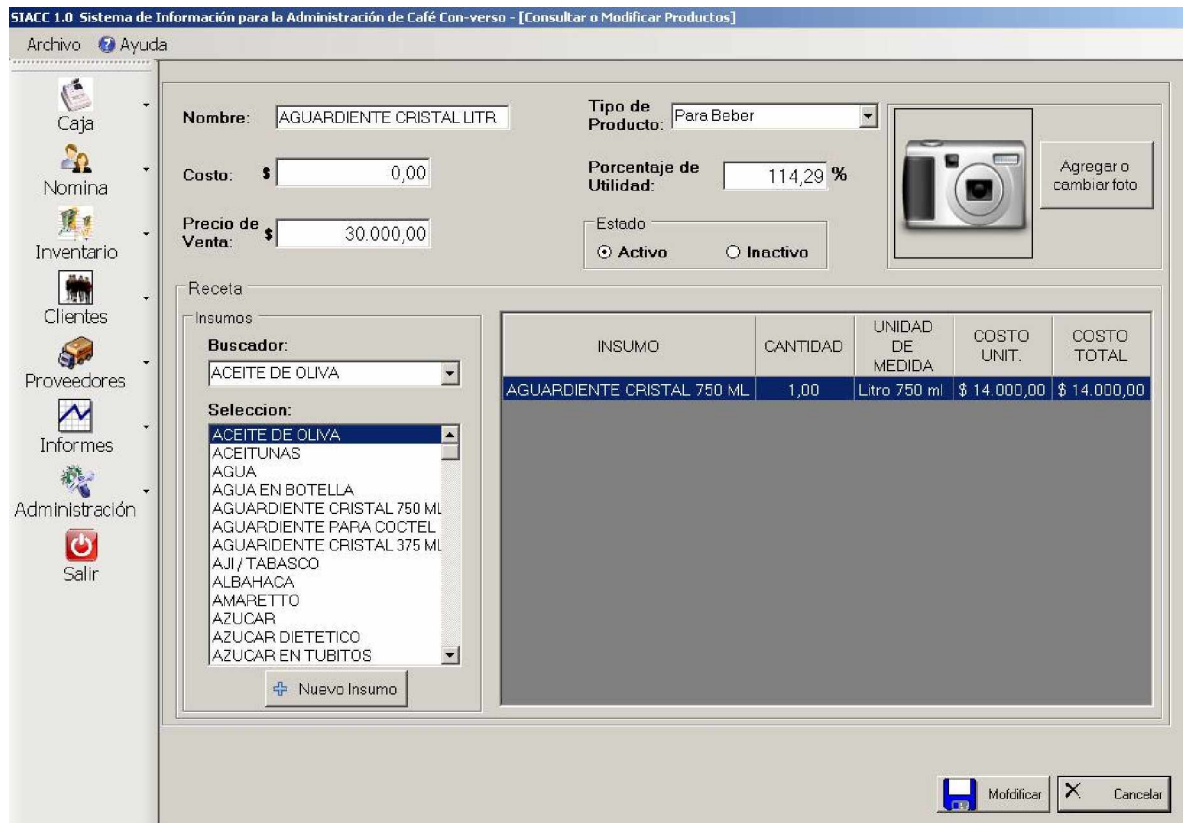 SIACC 1.0 Sistema de Información para la Administración de Café Con-verso - [Consultar o Modificar Productos]
Archivo Ayuda
Caja
Nomina
Inventario
Clientes
Proveedores
Informes
Administración
Salir
Nombre: AGUARDIENTE CRISTAL LITR
Tipo de
Producto: Para Beber
Costo: $ 0,00
Porcentaje de
Utilidad: 114,29 %
Precio de
Venta: $ 30.000,00
Estado
Activo Inactivo
Agregar o
cambiar foto
Receta
Insumos
Buscador:
ACEITE DE OLIVA
Seleccion:
ACEITE DE OLIVA
ACEITUNAS
AGUA
AGUA EN BOTELLA
AGUARDIENTE CRISTAL 750 ML
AGUARDIENTE PARA COCTEL
AGUARIDENTE CRISTAL 375 ML
AJI / TABASCO
ALBAHACA
AMARETTO
AZUCAR
AZUCAR DIETETICO
AZUCAR EN TUBITOS
Nuevo Insumo
INSUMO
CANTIDAD
UNIDAD
DE
MEDIDA
COSTO
UNIT.
COSTO
TOTAL
AGUARDIENTE CRISTAL 750 ML 1,00 Litro 750 ml $ 14.000,00 $ 14.000,00
Mofdificar
Cancelar